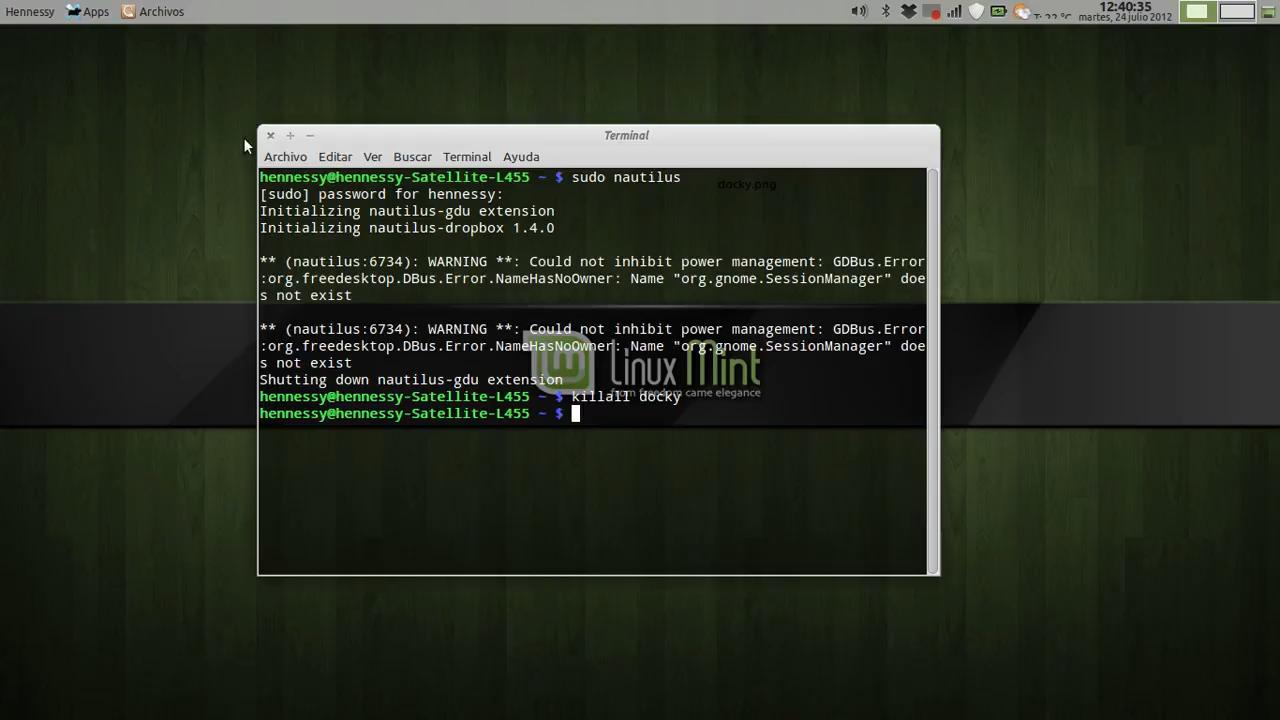 Hennessy Apps Archivos
12:40:35
martes, 24 julio 2012
Terminal
Archivo Editar Ver Buscar Terminal Ayuda
hennessy@hennessy-Satellite-L455 ~ $ sudo nautilus
docky.png
[sudo] password for hennessy:
Initializing nautilus-gdu extension
Initializing nautilus-dropbox 1.4.0
** (nautilus:6734): WARNING **: Could not inhibit power management: GDBus.Error
:org.freedesktop.DBus.Error.NameHasNoOwner: Name "org.gnome.SessionManager" doe
s not exist
** (nautilus:6734): WARNING **: Could not inhibit power management: GDBus.Error
:org.freedesktop.DBus.Error.NameHasNoOwner: Name "org.gnome.SessionManager" doe
s not exist
Linux Mint
from freedom came elegance
Shutting down nautilus-gdu extension
hennessy@hennessy-Satellite-L455 ~ $ killall docky
hennessy@hennessy-Satellite-L455 ~ $